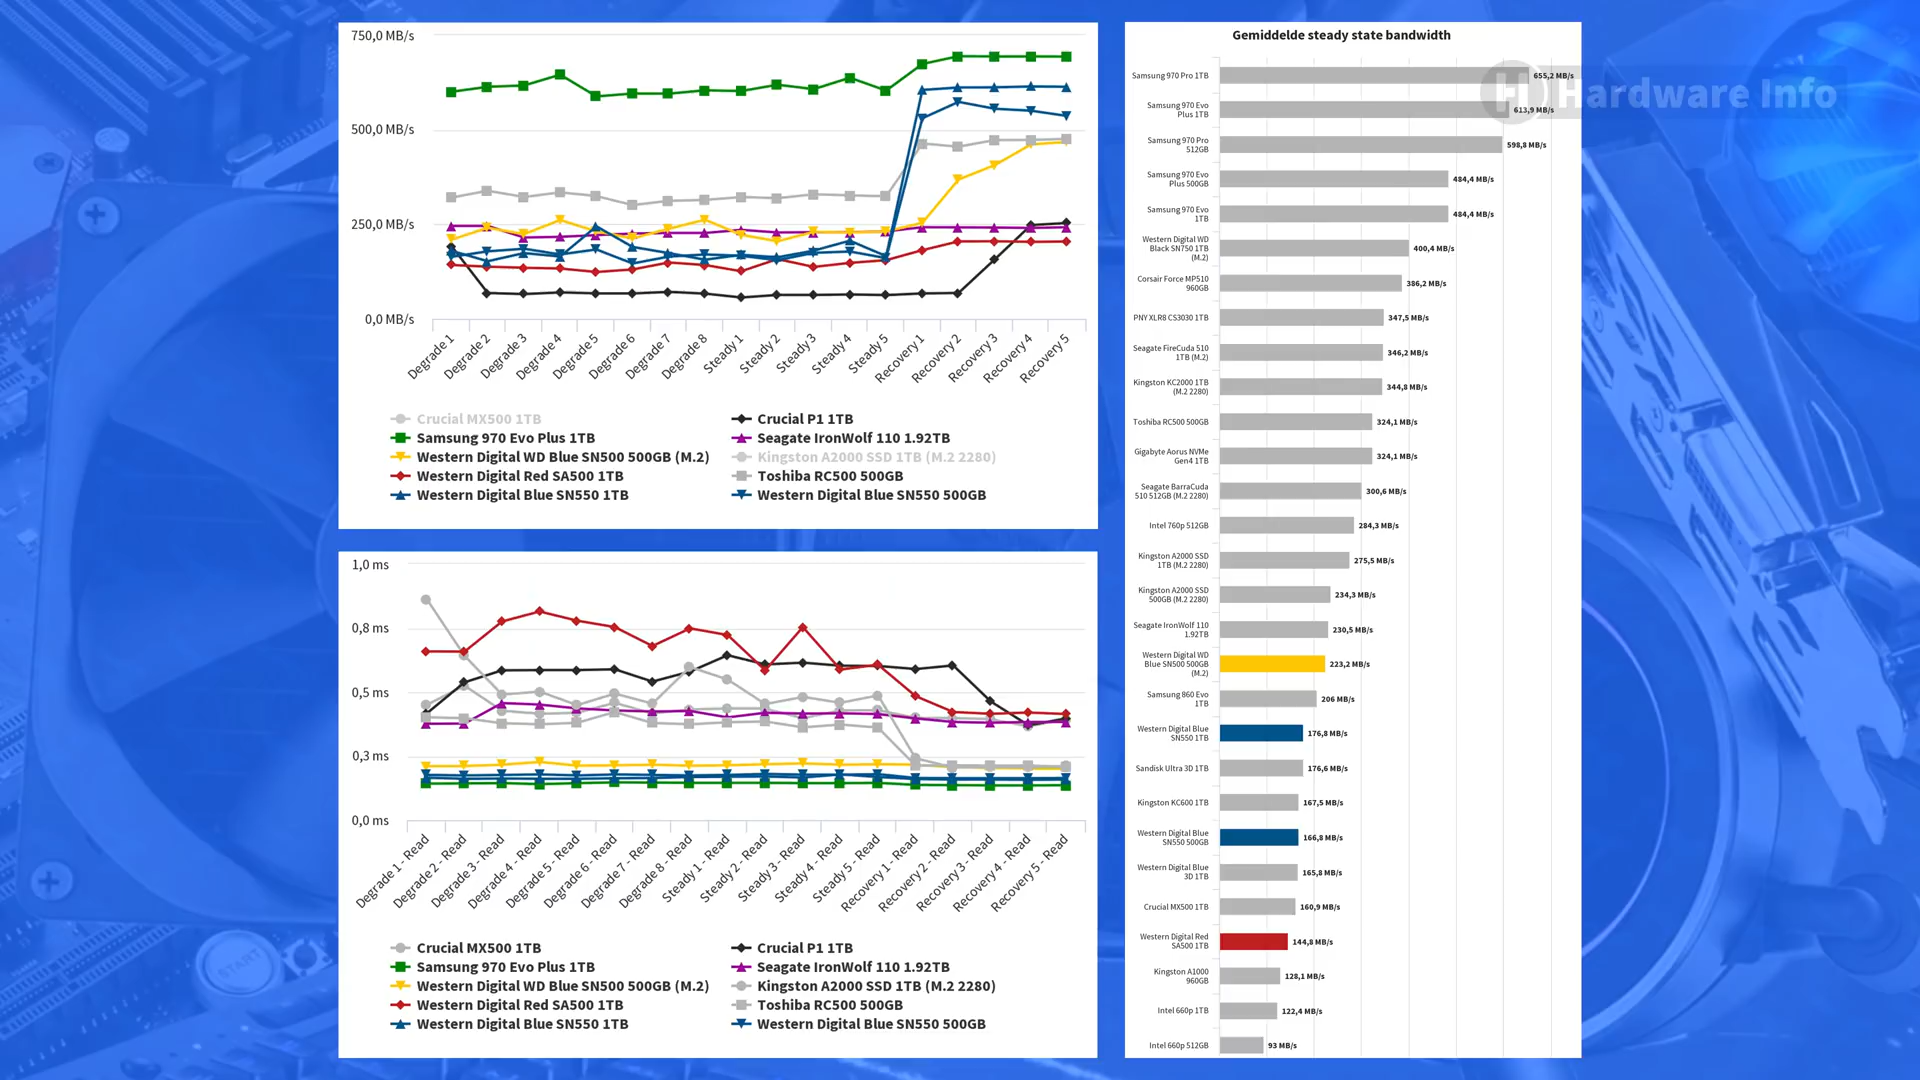 750,0 MB/s
500,0 MB/s
250,0 MB/s
0,0 MB/s
Degrade 1
Degrade 2
Degrade 3
Degrade 4
Degrade 5
Degrade 6
Degrade 7
Degrade 8
Steady 1
Steady 2
Steady 3
Steady 4
Steady 5
Recovery 1
Recovery 2
Recovery 3
Recovery 4
Recovery 5
Crucial MX500 1TB
Crucial P1 1TB
Samsung 970 Evo Plus 1TB
Seagate IronWolf 110 1.92TB
Western Digital WD Blue SN500 500GB (M.2)
Kingston A2000 SSD 1TB (M.2 2280)
Western Digital Red SA500 1TB
Toshiba RC500 500GB
Western Digital Blue SN550 1TB
Western Digital Blue SN550 500GB
1,0 ms
0,8 ms
0,5 ms
0,3 ms
0,0 ms
Degrade 1 - Read
Degrade 2 - Read
Degrade 3 - Read
Degrade 4 - Read
Degrade 5 - Read
Degrade 6 - Read
Degrade 7 - Read
Degrade 8 - Read
Steady 1 - Read
Steady 2 - Read
Steady 3 - Read
Steady 4 - Read
Steady 5 - Read
Recovery 1 - Read
Recovery 2 - Read
Recovery 3 - Read
Recovery 4 - Read
Recovery 5 - Read
Crucial MX500 1TB
Crucial P1 1TB
Samsung 970 Evo Plus 1TB
Seagate IronWolf 110 1.92TB
Western Digital WD Blue SN500 500GB (M.2)
Kingston A2000 SSD 1TB (M.2 2280)
Western Digital Red SA500 1TB
Toshiba RC500 500GB
Western Digital Blue SN550 1TB
Western Digital Blue SN550 500GB
START
Gemiddelde steady state bandwidth
Samsung 970 Pro 1TB
655,2 MB/s
Hardware Info
Samsung 970 Evo
Plus 1TB
613,9 MB/s
Samsung 970 Pro
512GB
598,8 MB/s
Samsung 970 Evo
Plus 500GB
484,4 MB/s
Samsung 970 Evo
1TB
484,4 MB/s
Western Digital WD
Black SN750 1TB
(M.2)
400,4 MB/s
Corsair Force MP510
960GB
386,2 MB/s
PNY XLR8 CS3030 1TB
347,5 MB/s
Seagate FireCuda 510
1TB (M.2)
346,2 MB/s
Kingston KC2000 1TB
(M.2 2280)
344,8 MB/s
Toshiba RC500 500GB
324,1 MB/s
Gigabyte Aorus NVMe
Gen4 1TB
324,1 MB/s
Seagate BarraCuda
510 512GB (M.2 2280)
300,6 MB/s
Intel 760p 512GB
284,3 MB/s
Kingston A2000 SSD
1TB (M.2 2280)
275,5 MB/s
Kingston A2000 SSD
500GB (M.2 2280)
234,3 MB/s
Seagate IronWolf 110
1.92TB
230,5 MB/s
Western Digital WD
Blue SN500 500GB
(M.2)
223,2 MB/s
Samsung 860 Evo
1TB
206 MB/s
Western Digital Blue
SN550 1TB
176,8 MB/s
Sandisk Ultra 3D 1TB
176,6 MB/s
Kingston KC600 1TB
167,5 MB/s
Western Digital Blue
SN550 500GB
166,8 MB/s
Western Digital Blue
3D 1TB
165,8 MB/s
Crucial MX500 1TB
160,9 MB/s
Western Digital Red
SA500 1TB
144,8 MB/s
Kingston A1000
960GB
128,1 MB/s
Intel 660p 1TB
122,4 MB/s
Intel 660p 512GB
93 MB/s